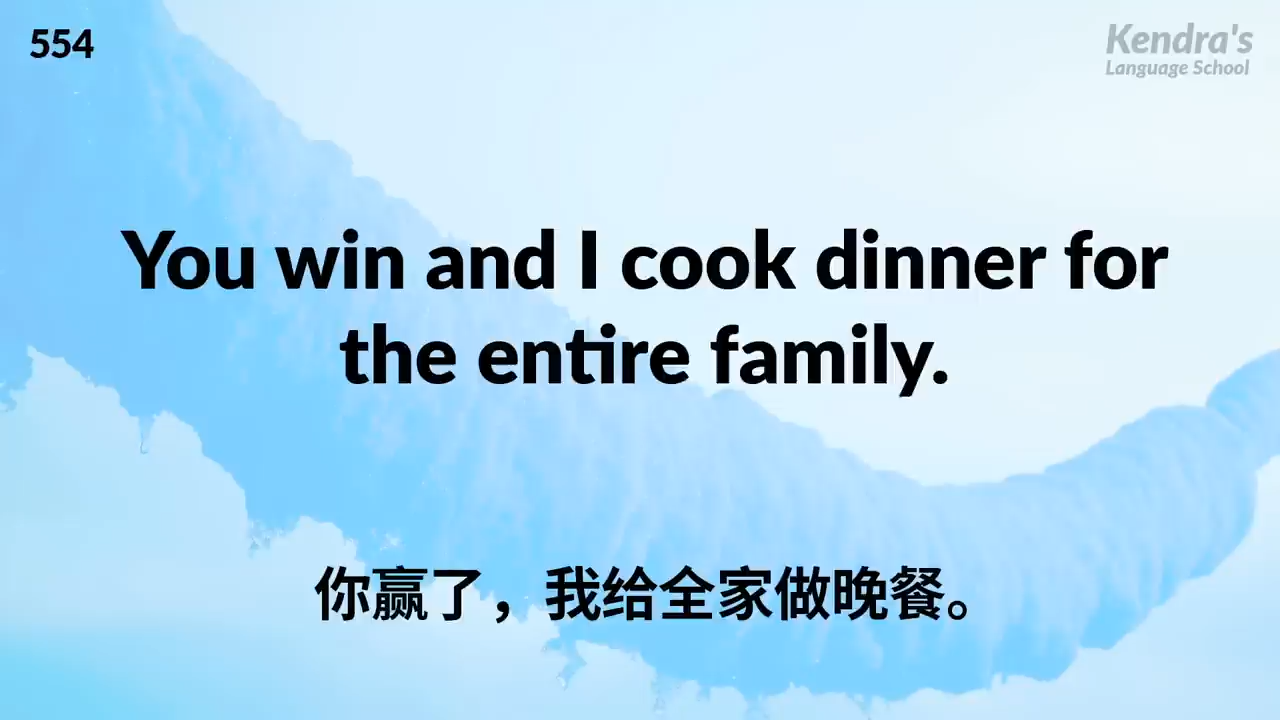 554
Kendra's
Language School
You win and I cook dinner for
the entire family.
你赢了，我给全家做晚餐。